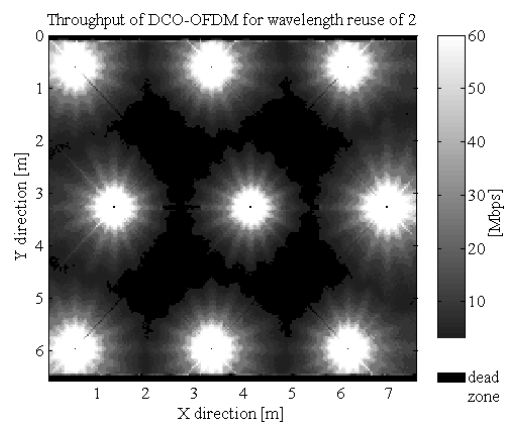 Throughput of DCO-OFDM for wavelength reuse of 2
0
1
2
3
4
5
6
Y direction [m]
1 2 3 4 5 6 7
X direction [m]
60
50
40
30
20
10
[Mbps]
dead
zone